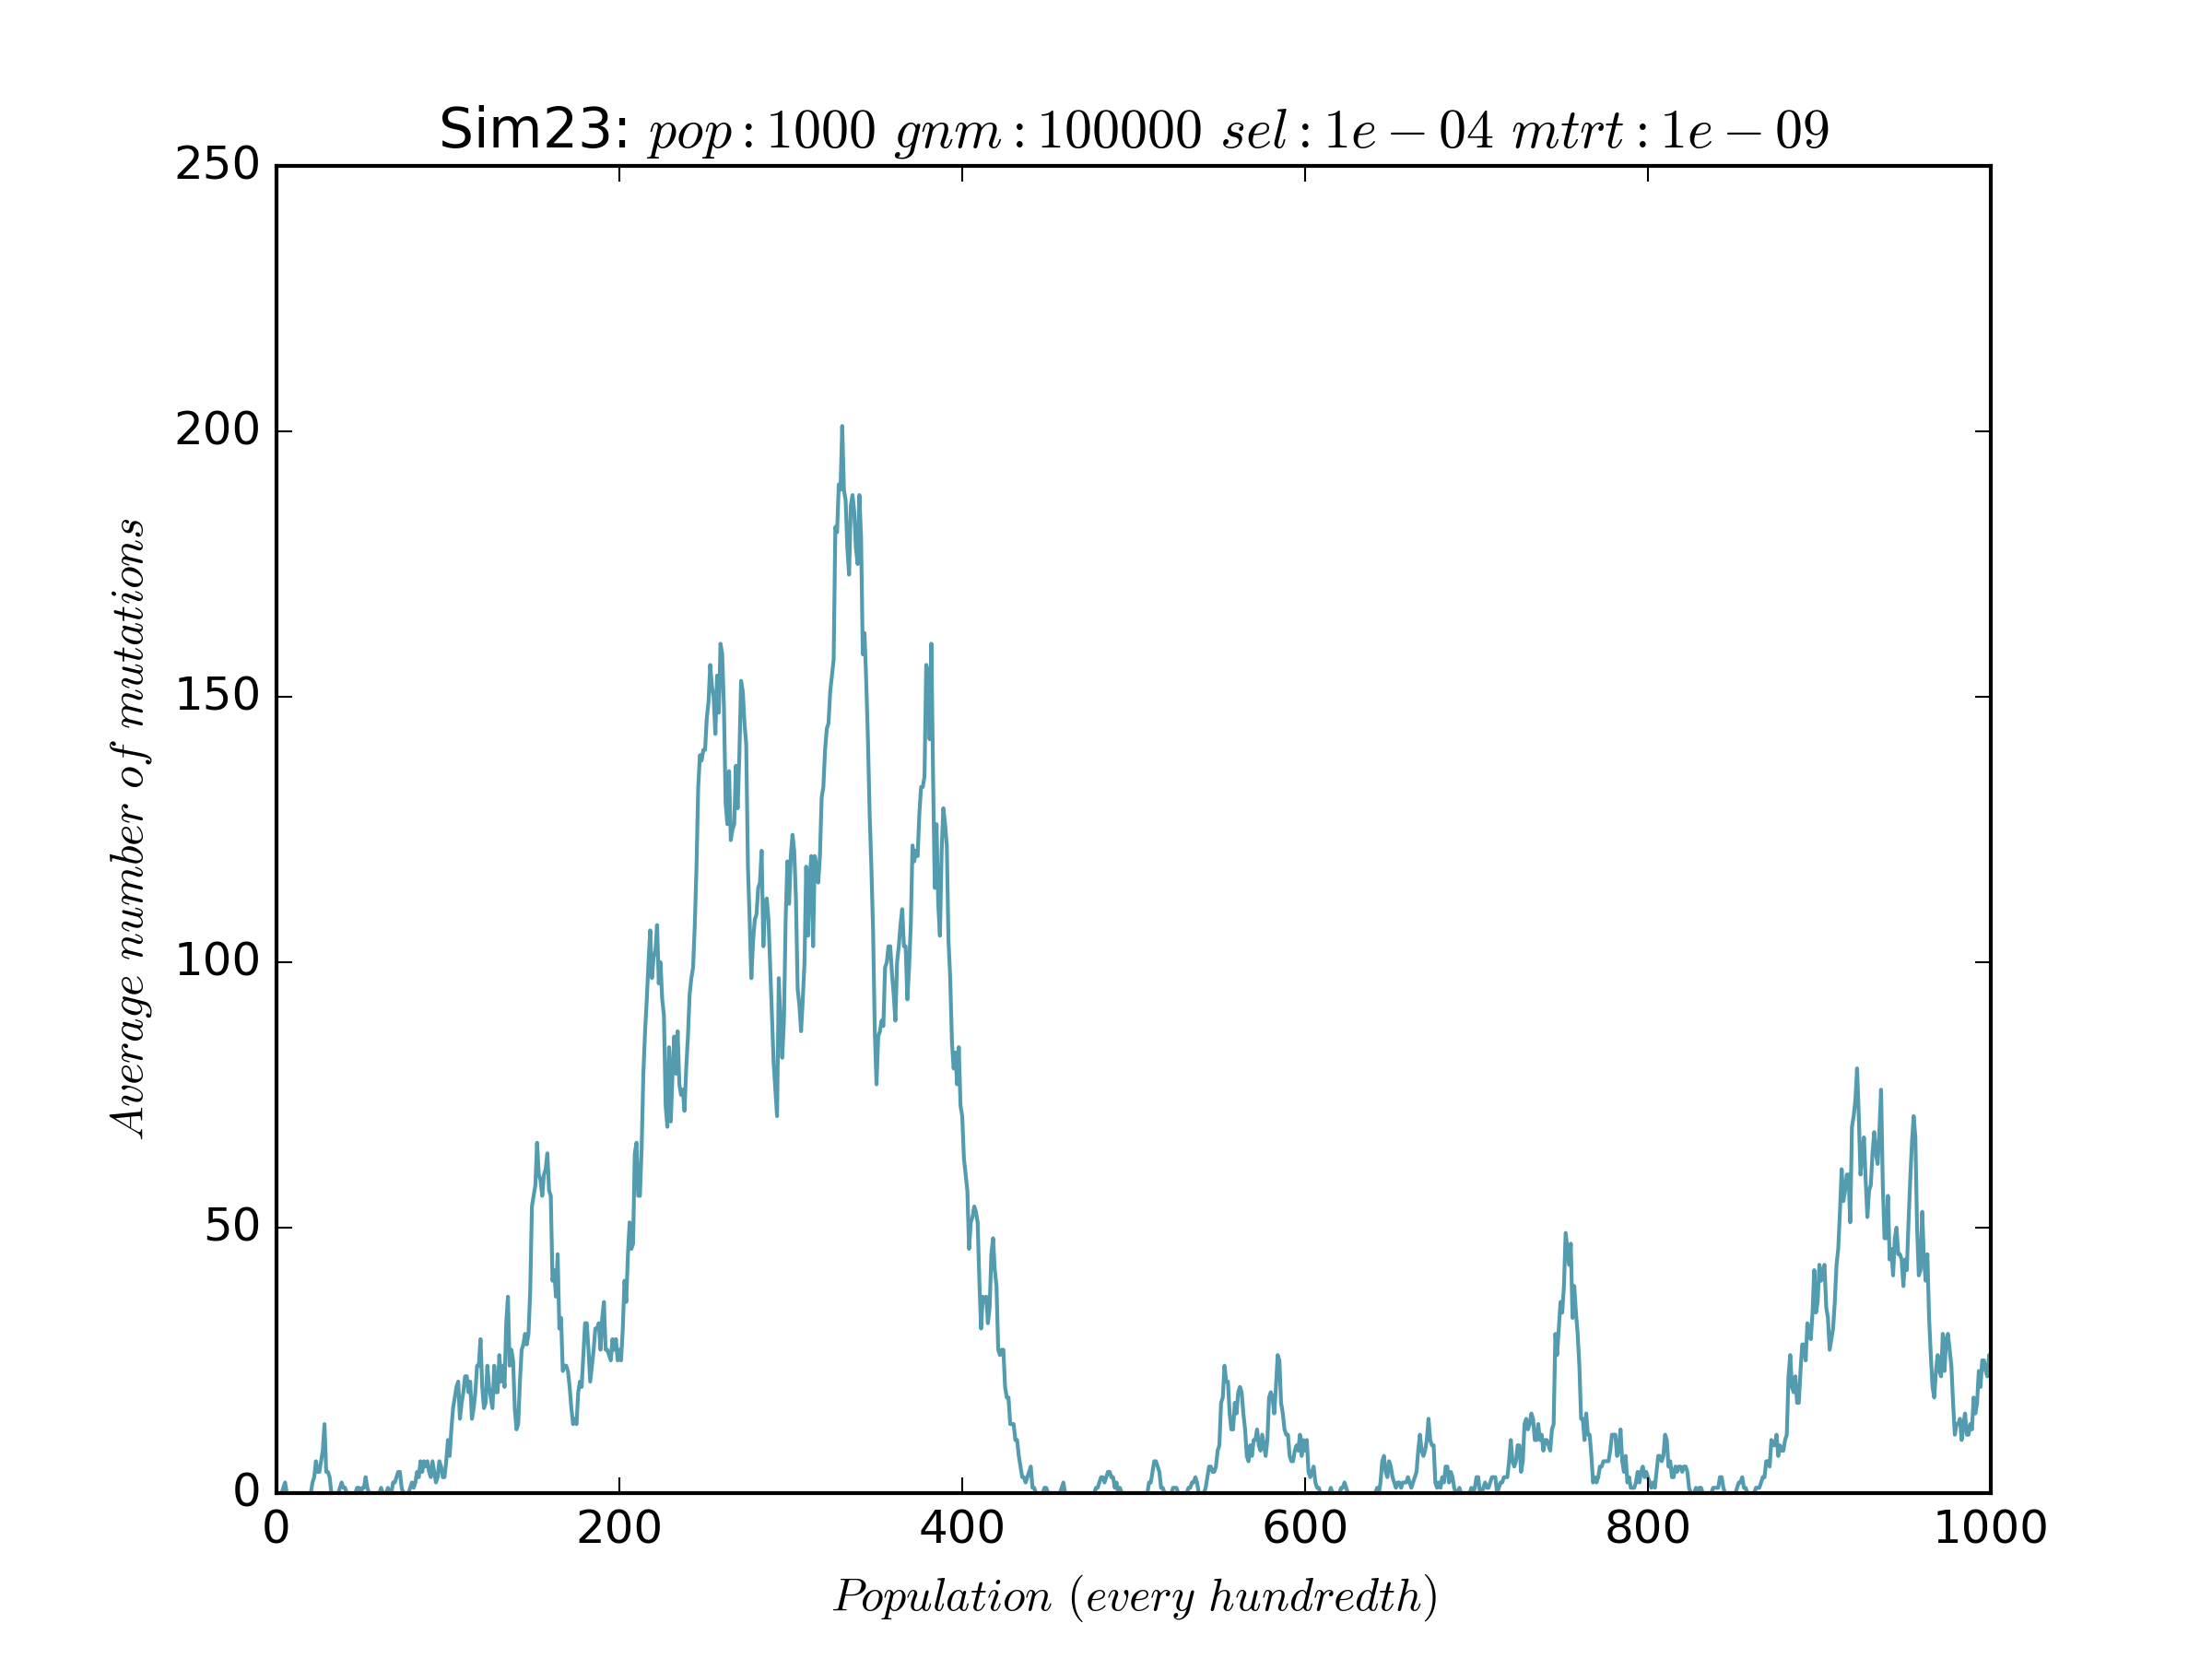 Sim23: pop : 1000 gnm : 100000 sel : 1e − 04 mtrt : 1e − 09
250
200
150
100
50
0
Average number of mutations
0 200 400 600 800 1000
Population (every hundredth)